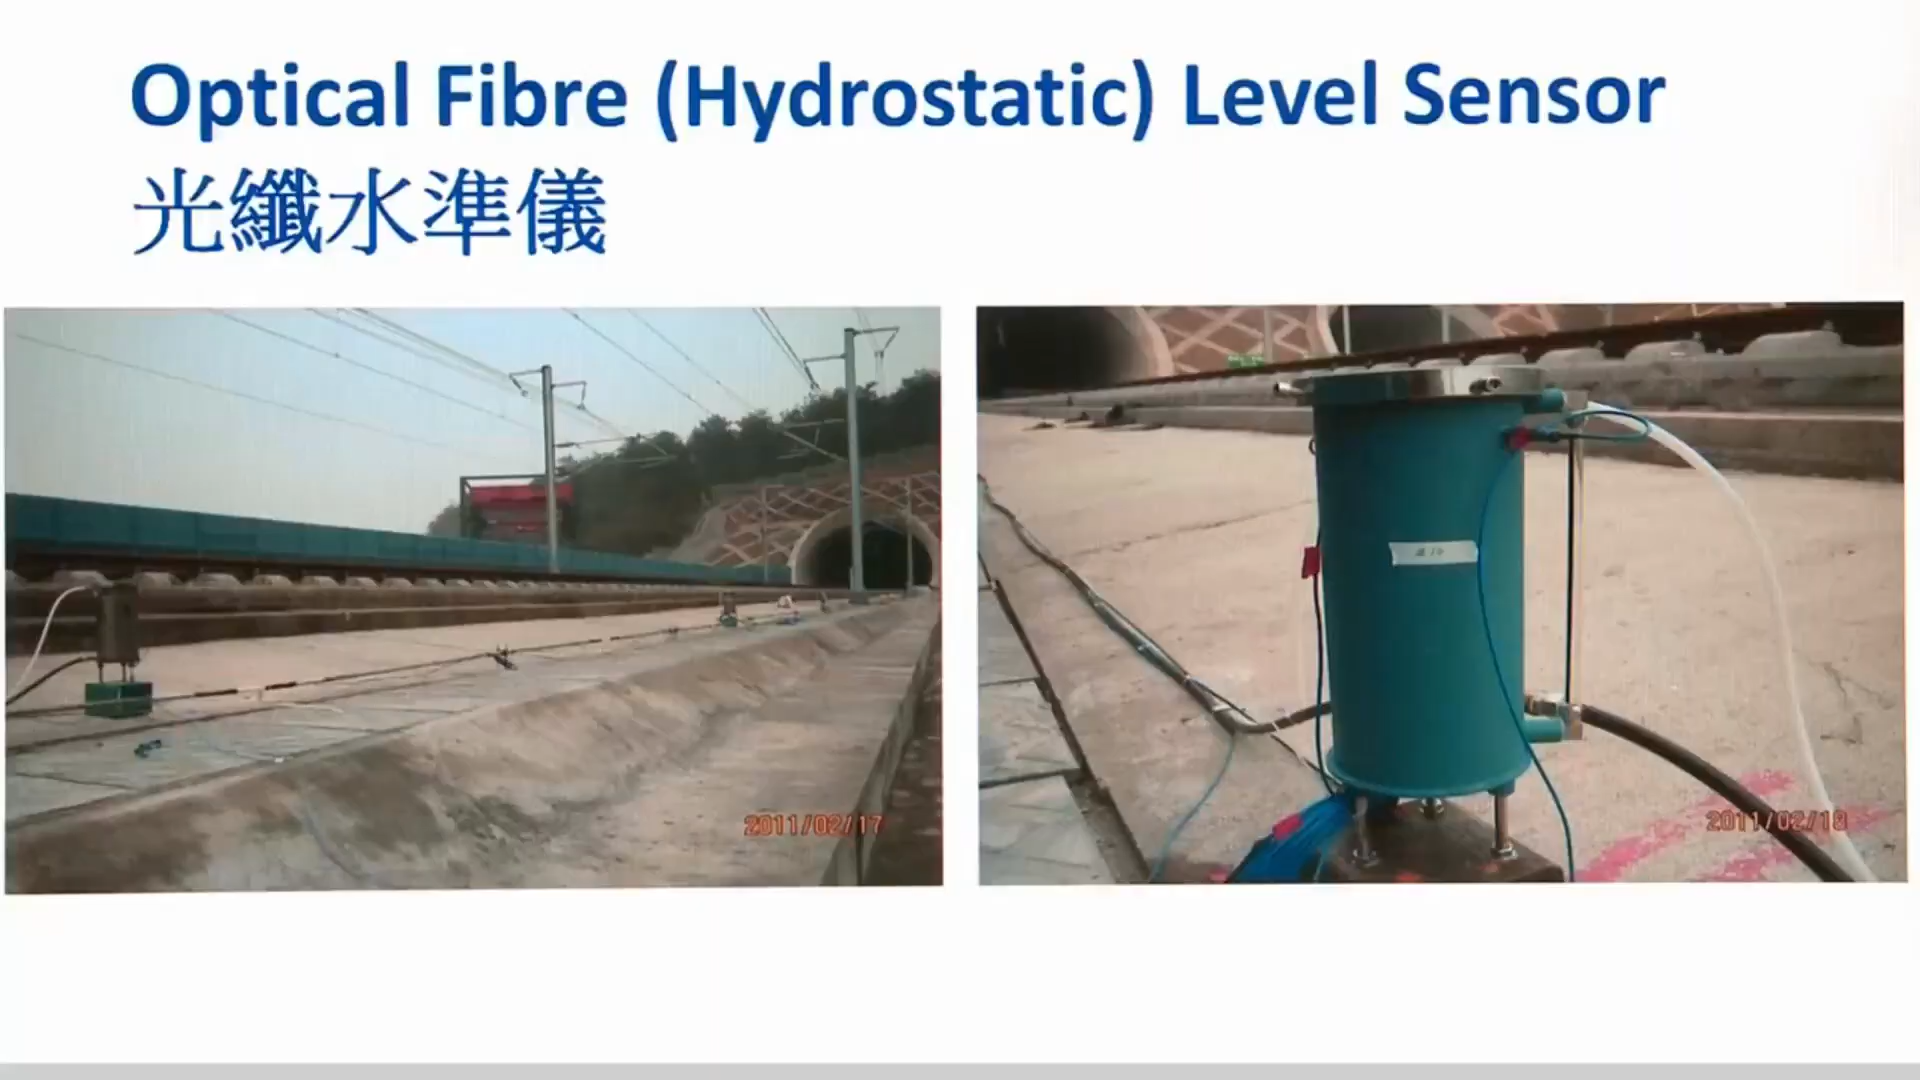 Optical Fibre (Hydrostatic) Level Sensor
光纖水準儀
2011/02/17
2011/02/18